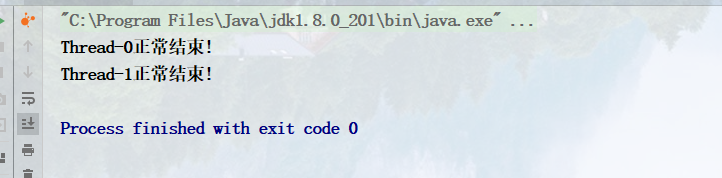 "C:\Program Files\Java\jdk1.8.0_201\bin\java.exe" ...
Thread-0正常结束!
Thread-1正常结束!
Process finished with exit code 0